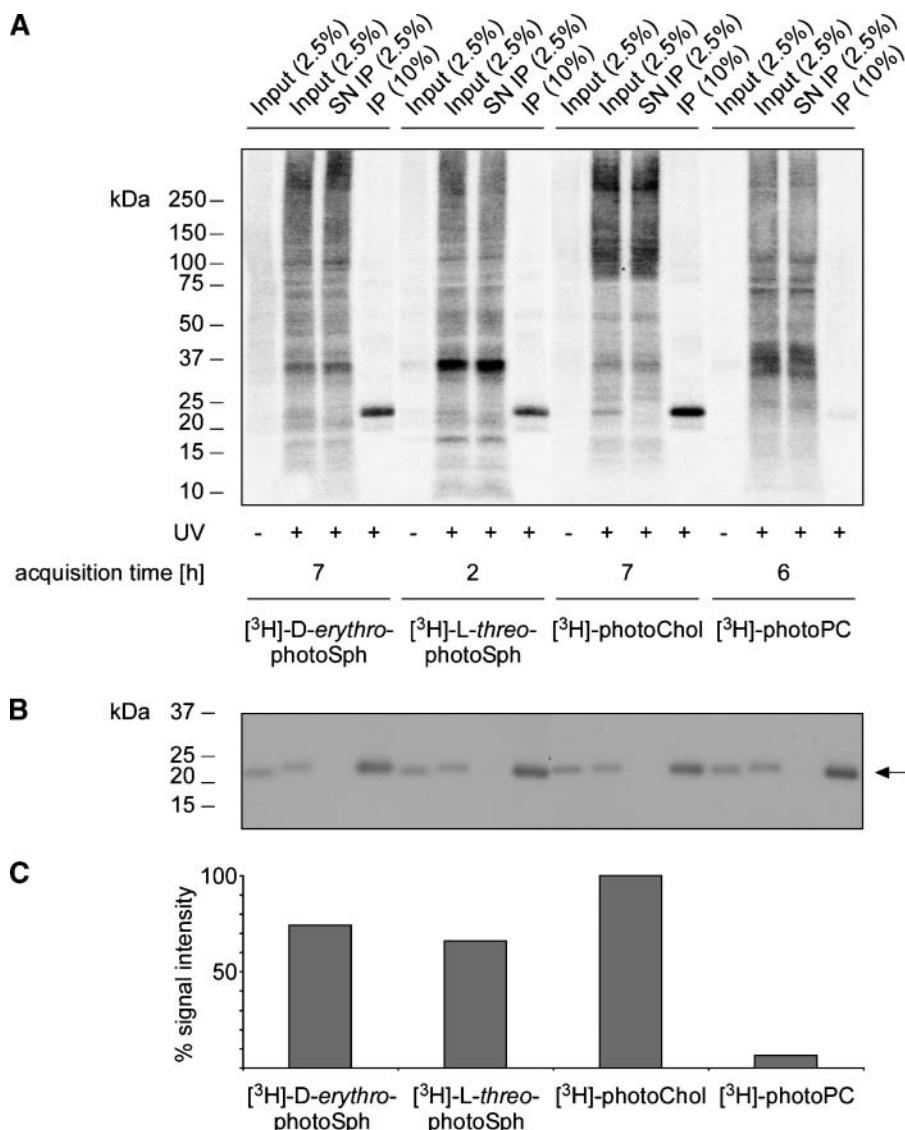 A
Input (2.5%) Input (2.5%) SN IP (2.5%) IP (10%) Input (2.5%) Input (2.5%) SN IP (2.5%) IP (10%) Input (2.5%) Input (2.5%) SN IP (2.5%) IP (10%) Input (2.5%) Input (2.5%) SN IP (2.5%) IP (10%)
kDa
250
150
100
75
50
37
25
20
15
10
UV - + + + - + + + - + + + - + + +
acquisition time [h] 7 2 7 6
[³H]-D-erythro- [³H]-L-threo- [³H]-photoChol [³H]-photoPC
photoSph photoSph
B
kDa 37
25
20
15
C
% signal intensity
100
50
[³H]-D-erythro- [³H]-L-threo- [³H]-photoChol [³H]-photoPC
photoSph photoSph